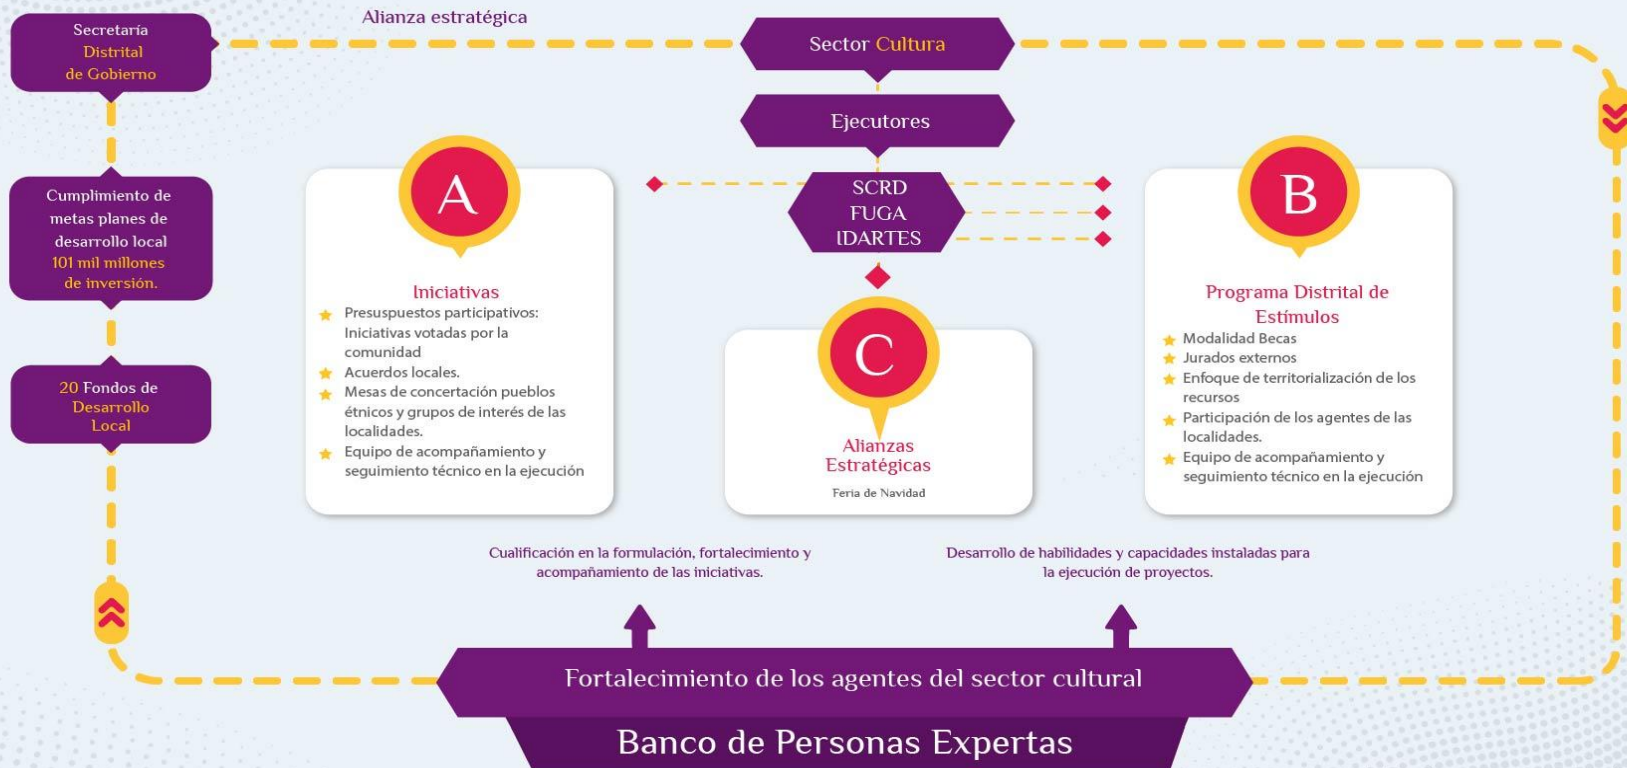 Alianza estratégica
Secretaría
Distrital
de Gobierno
Sector Cultura
Ejecutores
Cumplimiento de
metas planes de
desarrollo local
101 mil millones
de inversión.
20 Fondos de
Desarrollo
Local
SCRD
FUGA
IDARTES
A
Iniciativas
Presuspuestos participativos:
Iniciativas votadas por la
comunidad
Acuerdos locales.
Mesas de concertación pueblos
étnicos y grupos de interés de las
localidades.
Equipo de acompañamiento y
seguimiento técnico en la ejecución
C
Alianzas
Estratégicas
Feria de Navidad
B
Programa Distrital de
Estímulos
Modalidad Becas
Jurados externos
Enfoque de territorialización de los
recursos
Participación de los agentes de las
localidades.
Equipo de acompañamiento y
seguimiento técnico en la ejecución
Cualificación en la formulación, fortalecimiento y
acompañamiento de las iniciativas.
Desarrollo de habilidades y capacidades instaladas para
la ejecución de proyectos.
Fortalecimiento de los agentes del sector cultural
Banco de Personas Expertas